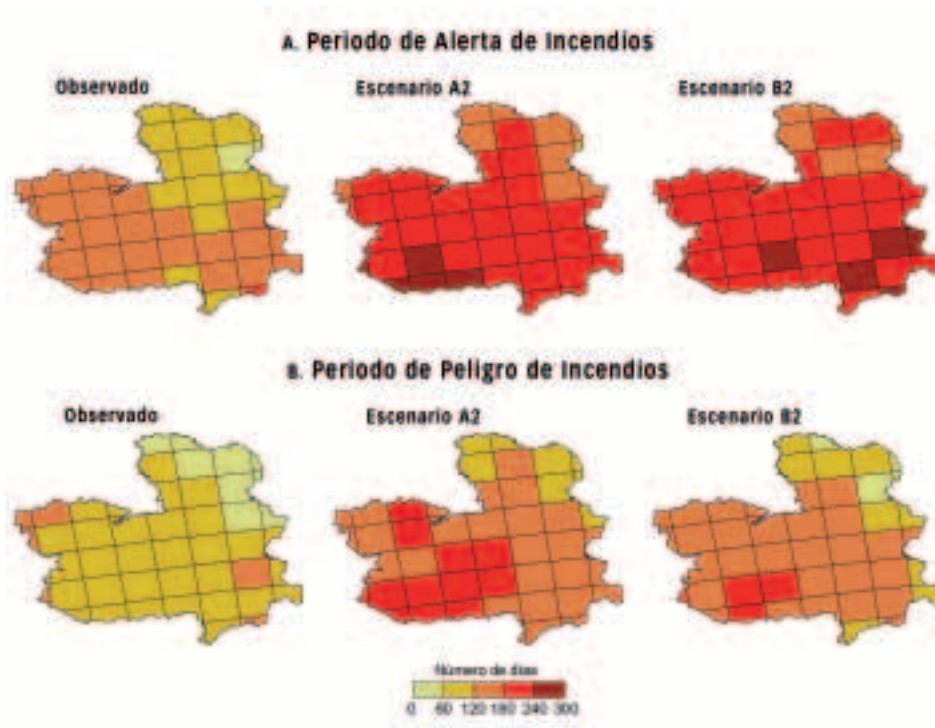 A. Periodo de Alerta de Incendios
Observado
Escenario A2
Escenario B2
B. Periodo de Peligro de Incendios
Observado
Escenario A2
Escenario B2
Número de días
0 60 120 180 240 300